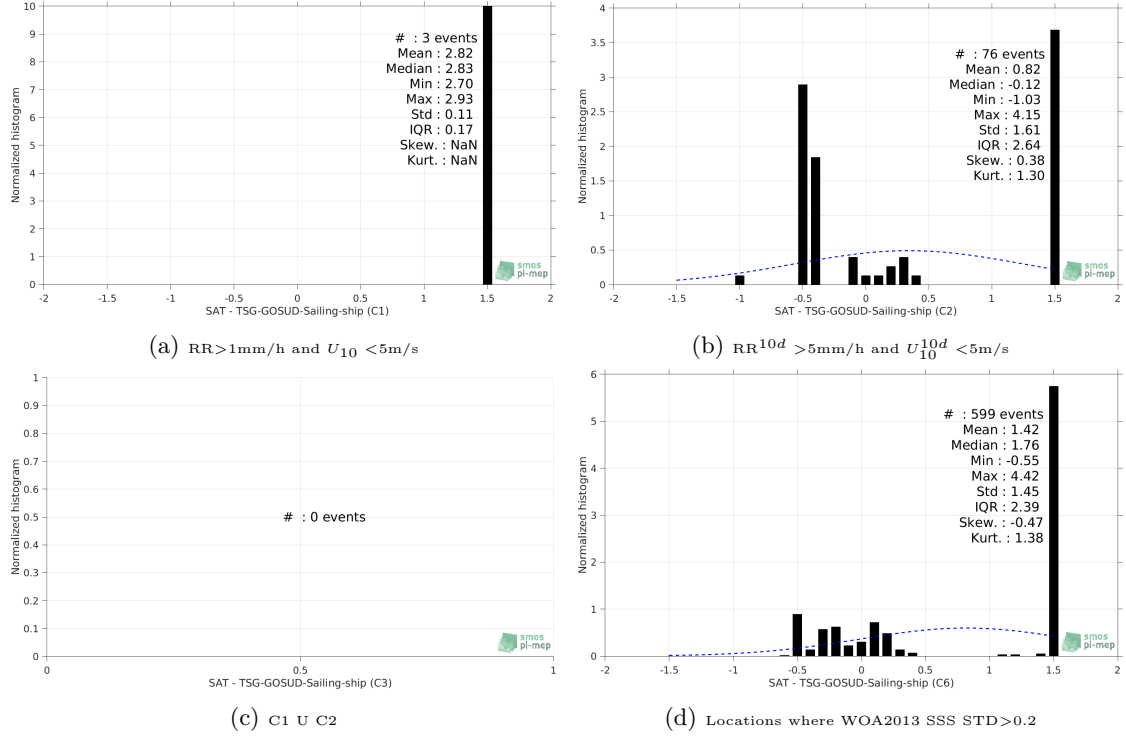 10
9
8
7
6
5
4
3
2
1
0
Normalized histogram
# : 3 events
Mean : 2.82
Median : 2.83
Min : 2.70
Max : 2.93
Std : 0.11
IQR : 0.17
Skew. : NaN
Kurt. : NaN
smos
pi-mep
-2 -1.5 -1 -0.5 0 0.5 1 1.5 2
SAT - TSG-GOSUD-Sailing-ship (C1)
(a) RR>1mm/h and U10 <5m/s
4
3.5
3
2.5
2
1.5
1
0.5
0
Normalized histogram
# : 76 events
Mean : 0.82
Median : -0.12
Min : -1.03
Max : 4.15
Std : 1.61
IQR : 2.64
Skew. : 0.38
Kurt. : 1.30
smos
pi-mep
-2 -1.5 -1 -0.5 0 0.5 1 1.5 2
SAT - TSG-GOSUD-Sailing-ship (C2)
(b) RR^10d >5mm/h and U10^10d <5m/s
1
0.9
0.8
0.7
0.6
0.5
0.4
0.3
0.2
0.1
0
Normalized histogram
# : 0 events
smos
pi-mep
0 0.5 1
SAT - TSG-GOSUD-Sailing-ship (C3)
(c) C1 U C2
6
5
4
3
2
1
0
Normalized histogram
# : 599 events
Mean : 1.42
Median : 1.76
Min : -0.55
Max : 4.42
Std : 1.45
IQR : 2.39
Skew. : -0.47
Kurt. : 1.38
smos
pi-mep
-2 -1.5 -1 -0.5 0 0.5 1 1.5 2
SAT - TSG-GOSUD-Sailing-ship (C6)
(d) Locations where WOA2013 SSS STD>0.2